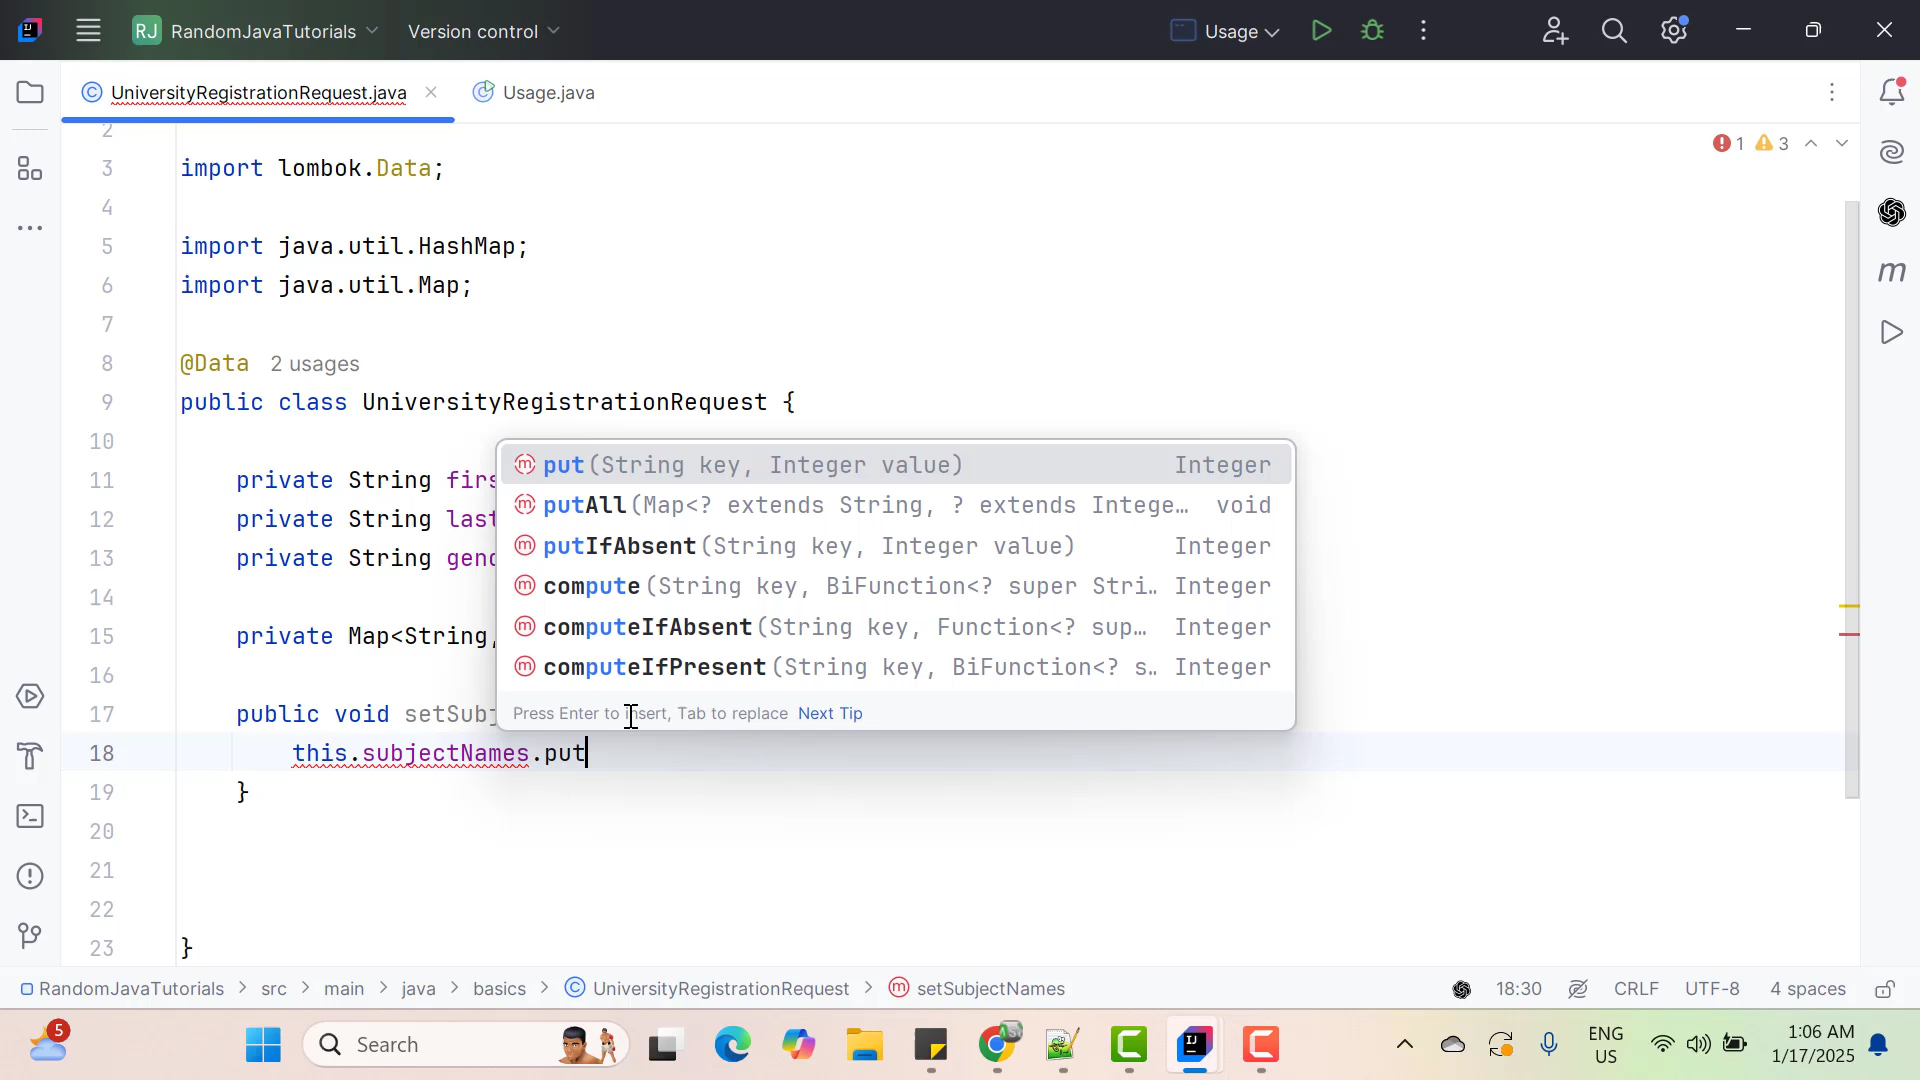 RJ RandomJavaTutorials Version control Usage
UniversityRegistrationRequest.java Usage.java
1 3
2
3 import lombok.Data;
4
5 import java.util.HashMap;
6 import java.util.Map;
7
8 @Data 2 usages
9 public class UniversityRegistrationRequest {
10
11 private String firs
12 private String last
13 private String gend
14
15 private Map<String,
16
17 public void setSubj
18 this.subjectNames.put
19 }
20
21
22
23 }
put(String key, Integer value) Integer
putAll(Map<? extends String, ? extends Intege… void
putIfAbsent(String key, Integer value) Integer
compute(String key, BiFunction<? super Stri… Integer
computeIfAbsent(String key, Function<? sup… Integer
computeIfPresent(String key, BiFunction<? s… Integer
Press Enter to insert, Tab to replace Next Tip
RandomJavaTutorials > src > main > java > basics > UniversityRegistrationRequest > setSubjectNames 18:30 CRLF UTF-8 4 spaces
5 Search ENG US 1:06 AM 1/17/2025